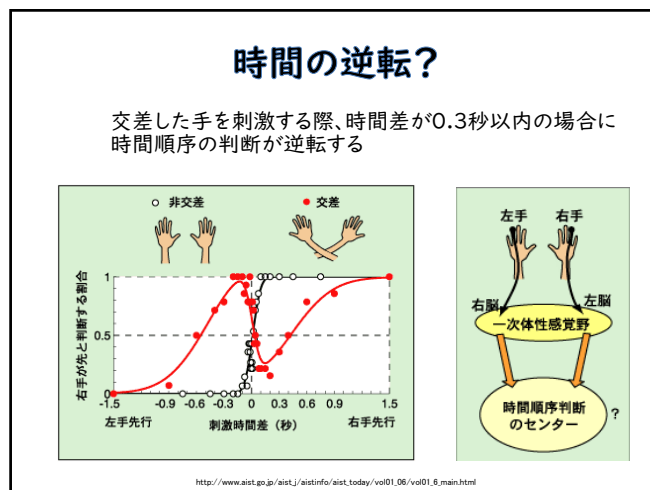 時間の逆転?
交差した手を刺激する際、時間差が0.3秒以内の場合に
時間順序の判断が逆転する
非交差
交差
右手が先と判断する割合
1
0.5
0
-1.5
-0.9
-0.6
-0.3
0
0.3
0.6
0.9
1.5
左手先行
刺激時間差（秒）
右手先行
左手
右手
右脳
左脳
一次体性感覚野
時間順序判断
のセンター
?
http://www.aist.go.jp/aist_j/aistinfo/aist_today/vol01_06/vol01_6_main.html